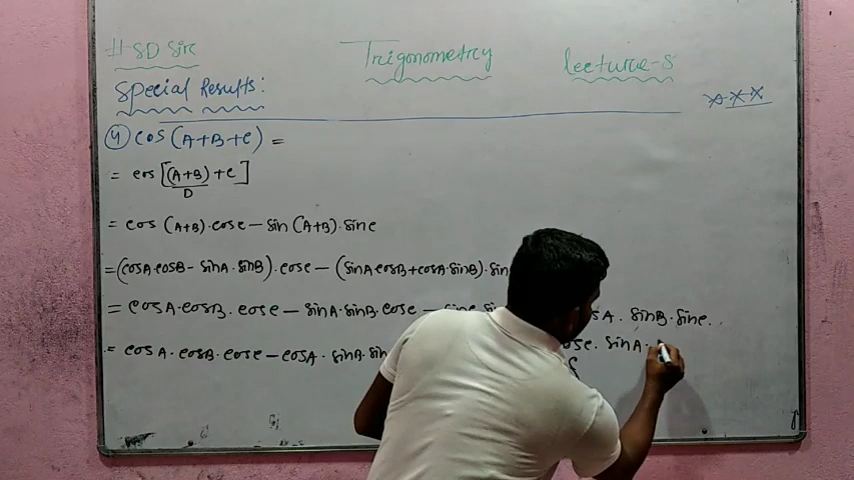 # SD Sir Trigonometry lecture-5
Special Results:
4) cos (A+B+C) =
= cos [(A+B) + C]
D
= cos (A+B)·cosC - sin (A+B)·sinC
= (cosA·cosB - sinA·sinB)·cosC - (sinA·cosB + cosA·sinB)·sin
= cosA·cosB·cosC - sinA·sinB·cosC - sinB·sinC.
= cosA·cosB·cosC - cosA·sinB·sin cosC·sinA·